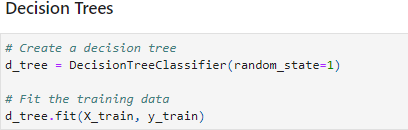 Decision Trees
# Create a decision tree
d_tree = DecisionTreeClassifier(random_state=1)
# Fit the training data
d_tree.fit(X_train, y_train)